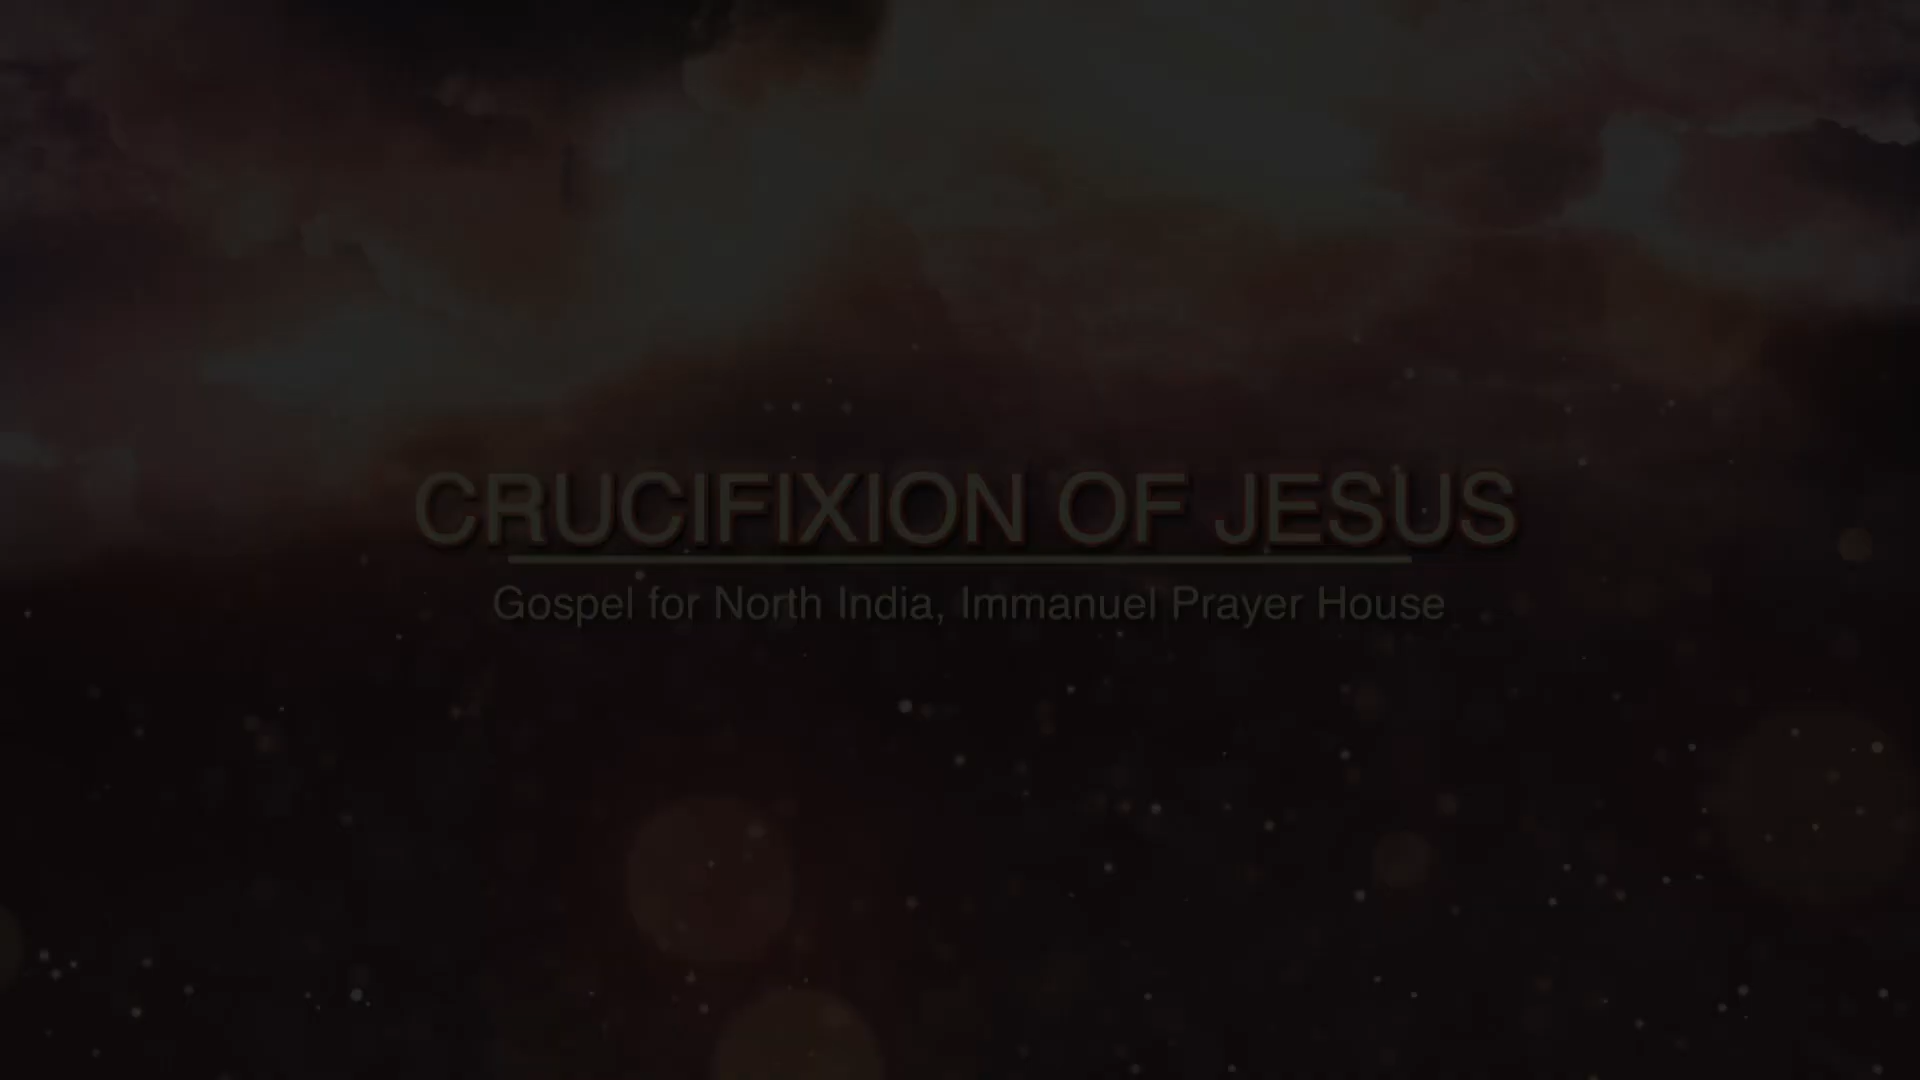 CRUCIFIXION OF JESUS
Gospel for North India, Immanuel Prayer House